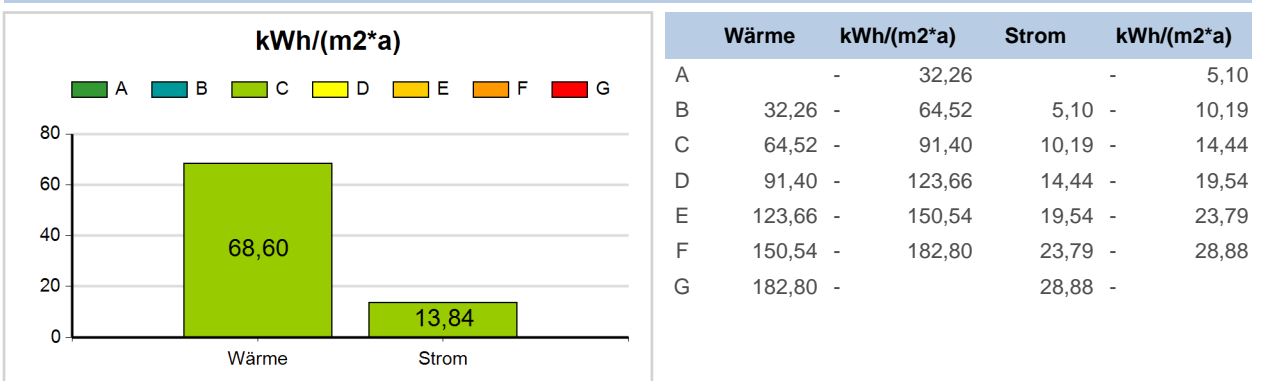 kWh/(m2*a)
A B C D E F G
80
60
40
20
0
68,60
13,84
Wärme Strom
Wärme kWh/(m2*a) Strom kWh/(m2*a)
A - 32,26 - 5,10
B 32,26 - 64,52 5,10 - 10,19
C 64,52 - 91,40 10,19 - 14,44
D 91,40 - 123,66 14,44 - 19,54
E 123,66 - 150,54 19,54 - 23,79
F 150,54 - 182,80 23,79 - 28,88
G 182,80 - 28,88 -